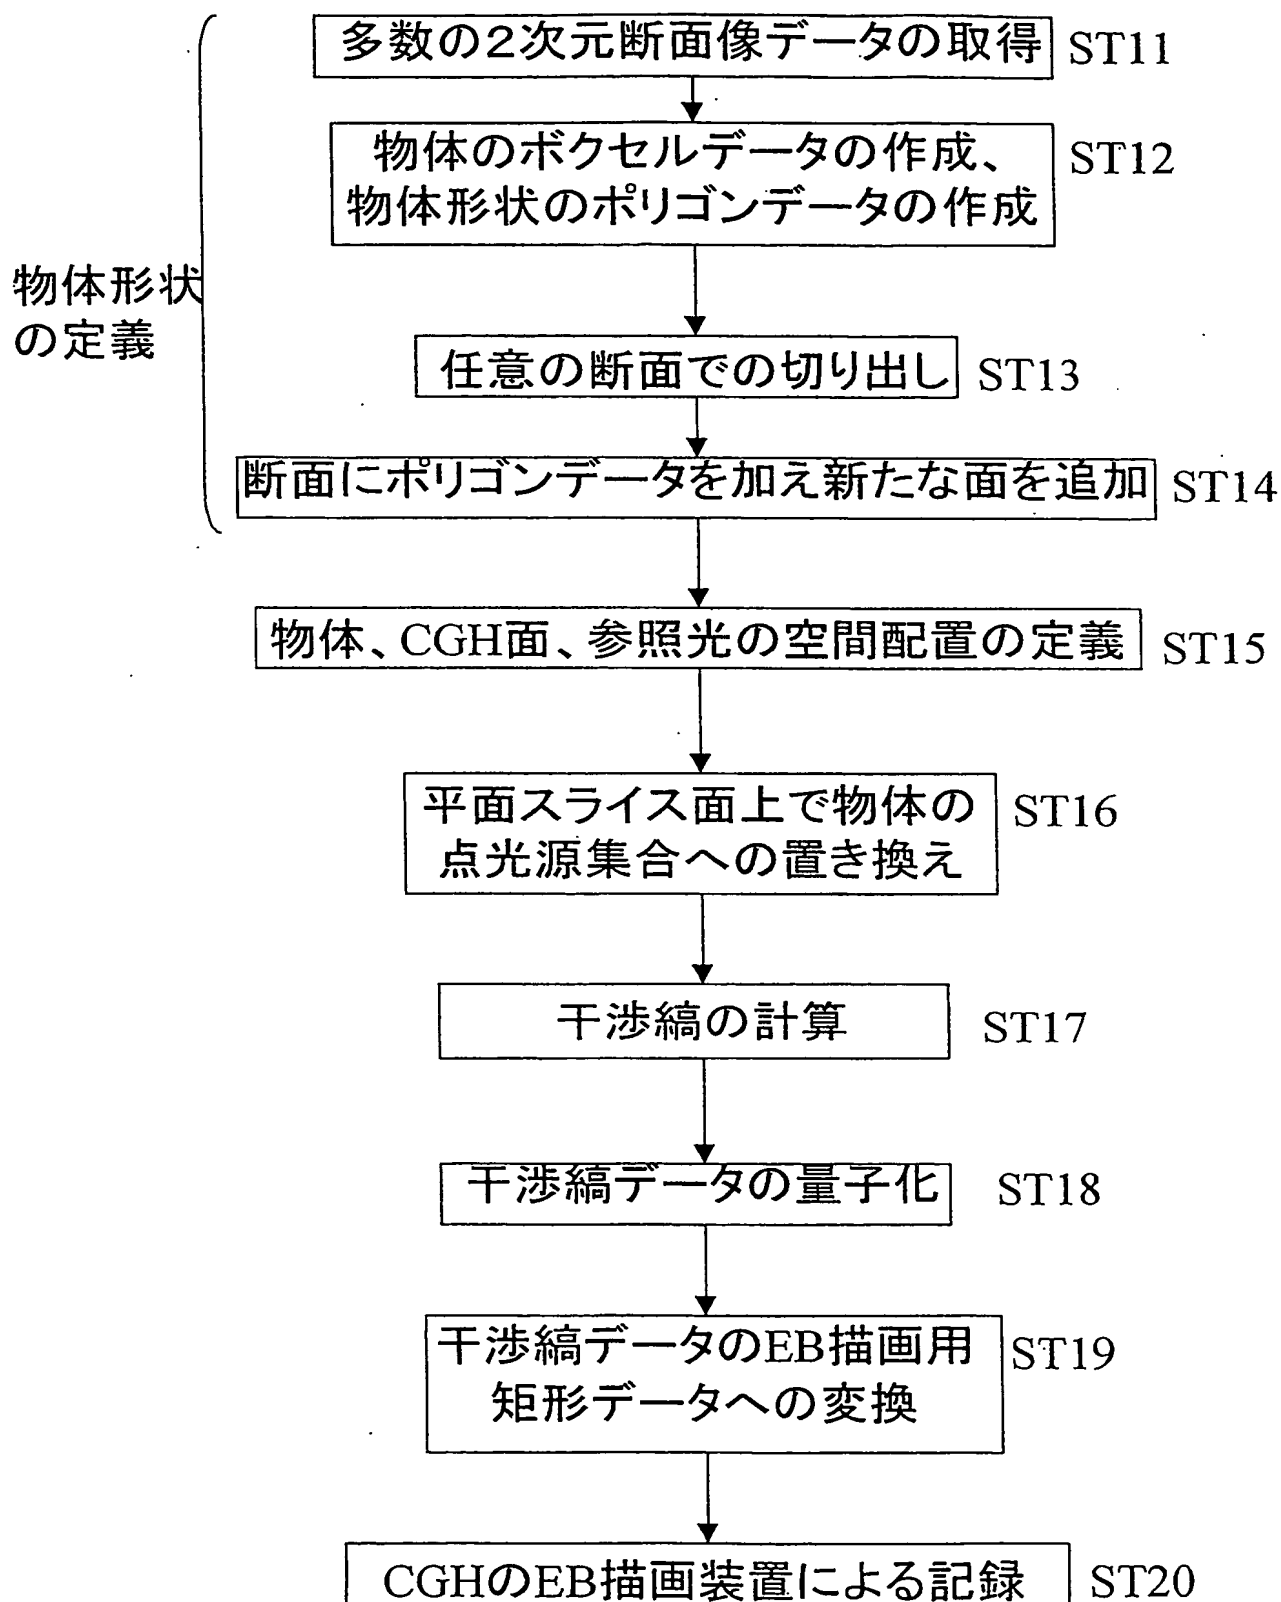 多数の2次元断面像データの取得 ST11
物体のボクセルデータの作成、 ST12
物体形状のポリゴンデータの作成
物体形状
の定義
任意の断面での切り出し ST13
断面にポリゴンデータを加え新たな面を追加 ST14
物体、CGH面、参照光の空間配置の定義 ST15
平面スライス面上で物体の ST16
点光源集合への置き換え
干渉縞の計算 ST17
干渉縞データの量子化 ST18
干渉縞データのEB描画用 ST19
矩形データへの変換
CGHのEB描画装置による記録 ST20